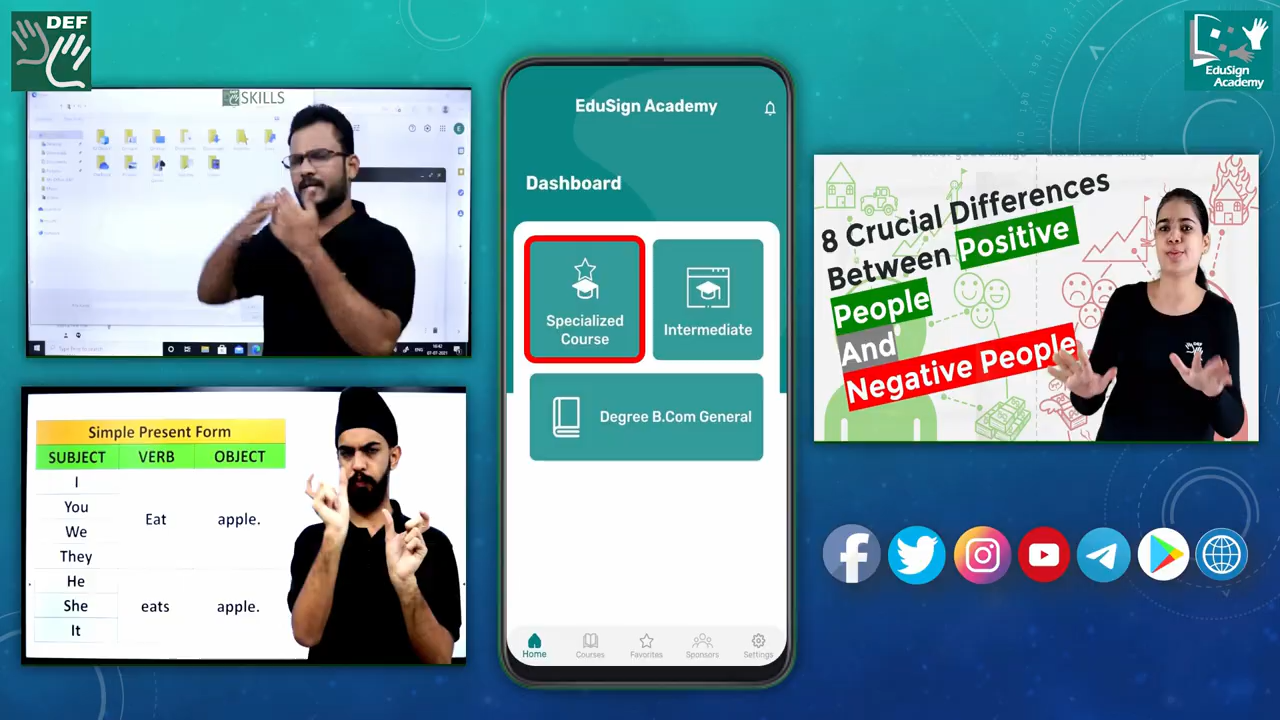 DEF
SKILLS
Simple Present Form
SUBJECT VERB OBJECT
I
You
We
They
Eat apple.
He
She
It
eats apple.
EduSign Academy
Dashboard
Specialized
Course
Intermediate
Degree B.Com General
Home Courses Favorites Sponsors Settings
EduSign
Academy
8 Crucial Differences
Between Positive
People
And
Negative People
DEF